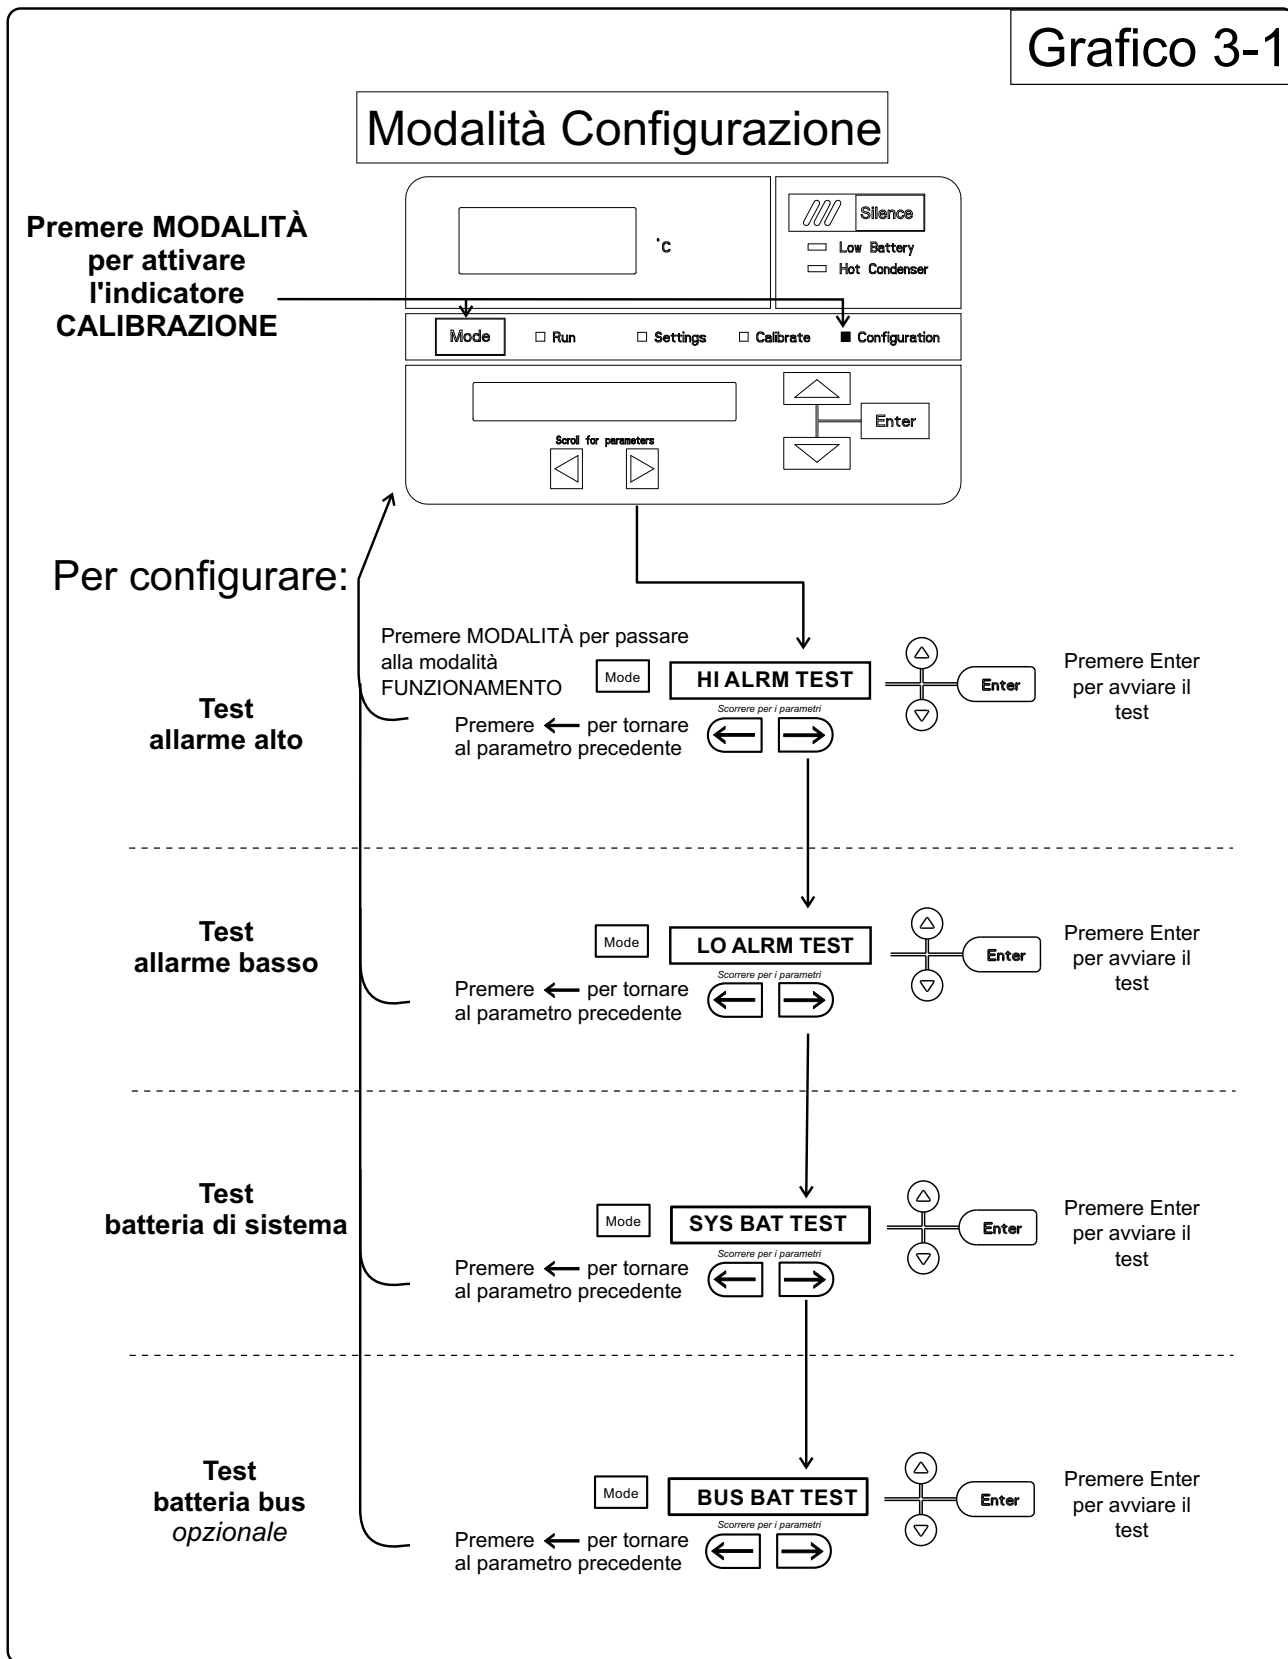 Grafico 3-1
Modalità Configurazione
Premere MODALITÀ
per attivare
l'indicatore
CALIBRAZIONE
°C
Silence
Low Battery
Hot Condenser
Mode
Run
Settings
Calibrate
Configuration
Scroll for parameters
Enter
Per configurare:
Test
allarme alto
Premere MODALITÀ per passare
alla modalità
FUNZIONAMENTO
Mode
HI ALRM TEST
Scorrere per i parametri
Premere ← per tornare
al parametro precedente
Enter
Premere Enter
per avviare il
test
Test
allarme basso
Mode
LO ALRM TEST
Scorrere per i parametri
Premere ← per tornare
al parametro precedente
Enter
Premere Enter
per avviare il
test
Test
batteria di sistema
Mode
SYS BAT TEST
Scorrere per i parametri
Premere ← per tornare
al parametro precedente
Enter
Premere Enter
per avviare il
test
Test
batteria bus
opzionale
Mode
BUS BAT TEST
Scorrere per i parametri
Premere ← per tornare
al parametro precedente
Enter
Premere Enter
per avviare il
test